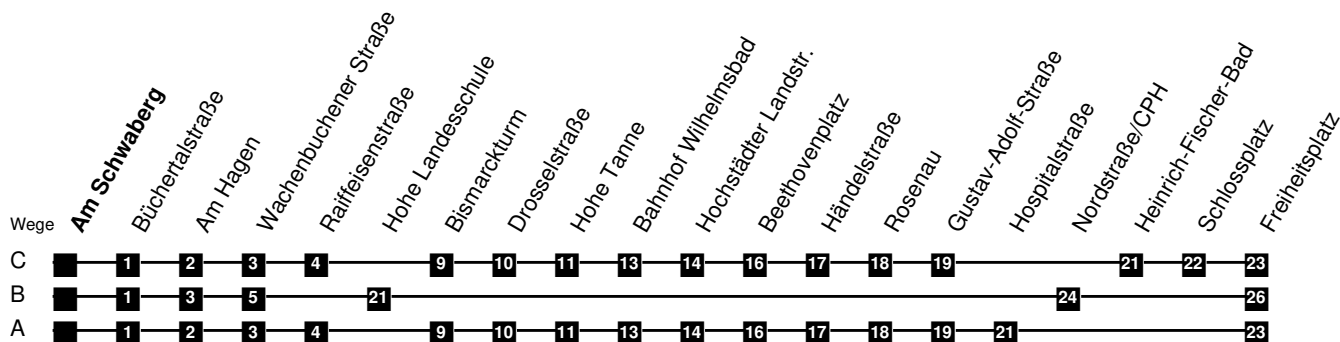 Am Schwaberg
Büchertalstraße
Am Hagen
Wachenbuchener Straße
Raiffeisenstraße
Hohe Landesschule
Bismarckturm
Drosselstraße
Hohe Tanne
Bahnhof Wilhelmsbad
Hochstädter Landstr.
Beethovenplatz
Händelstraße
Rosenau
Gustav-Adolf-Straße
Hospitalstraße
Nordstraße/CPH
Heinrich-Fischer-Bad
Schlossplatz
Freiheitsplatz
Wege
C 1 2 3 4 9 10 11 13 14 16 17 18 19 21 22 23
B 1 3 5 21 24 26
A 1 2 3 4 9 10 11 13 14 16 17 18 19 21 23